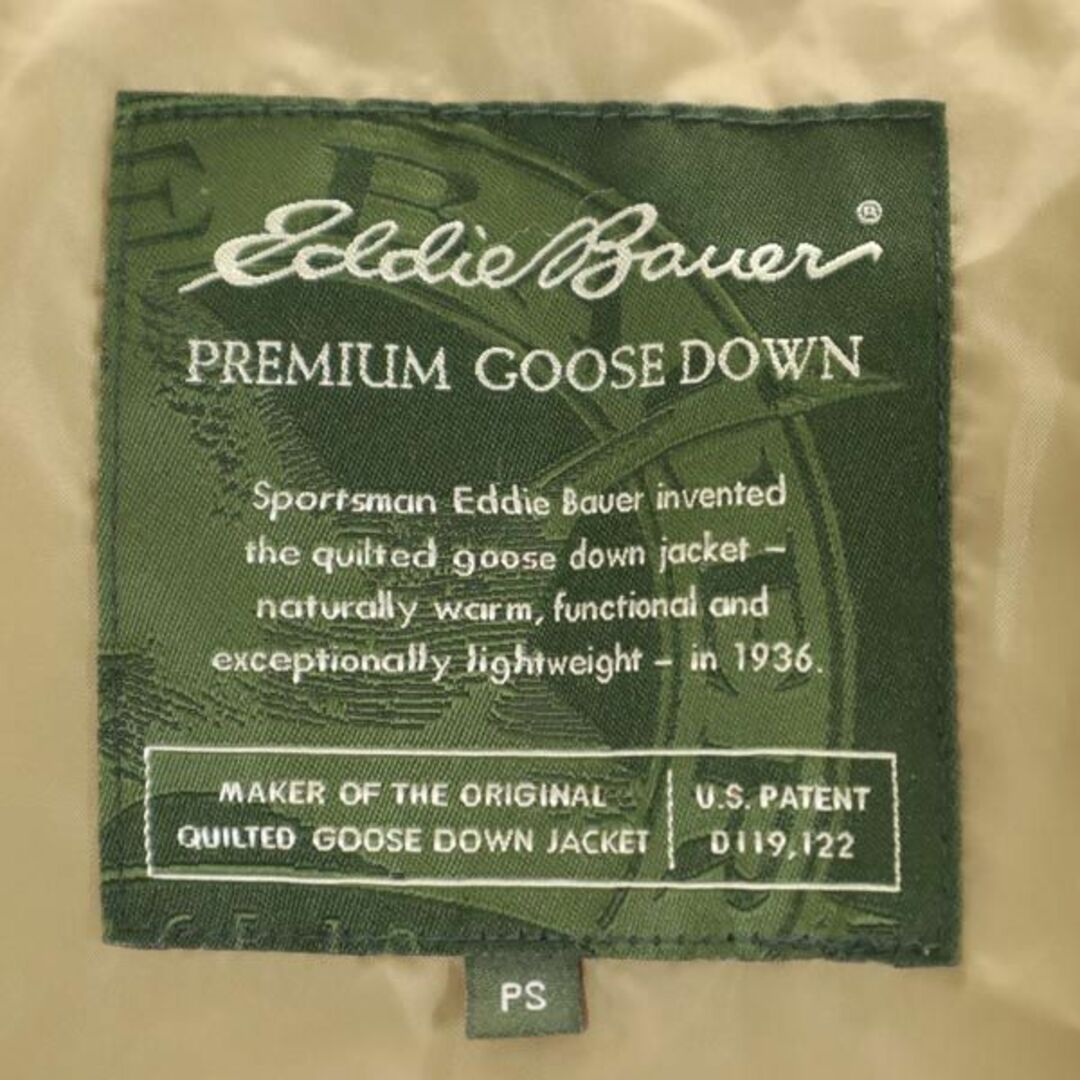 Eddie Bauer ®
PREMIUM GOOSE DOWN
Sportsman Eddie Bauer invented
the quilted goose down jacket –
naturally warm, functional and
exceptionally lightweight – in 1936.
MAKER OF THE ORIGINAL
QUILTED GOOSE DOWN JACKET
U.S. PATENT
D119,122
PS